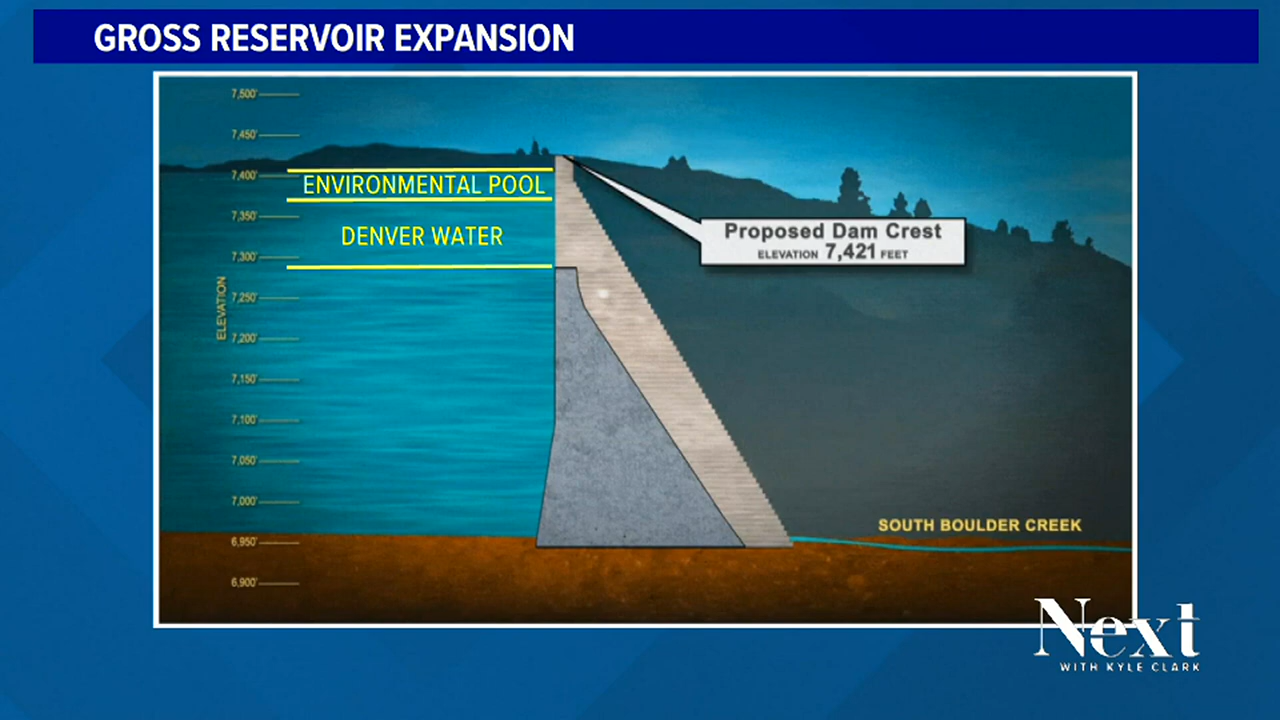 GROSS RESERVOIR EXPANSION
7,500'
7,450'
7,400'
ENVIRONMENTAL POOL
7,350'
DENVER WATER
Proposed Dam Crest
ELEVATION 7,421 FEET
7,300'
7,250'
ELEVATION
7,200'
7,150'
7,100'
7,050'
7,000'
SOUTH BOULDER CREEK
6,950'
6,900'
Next
WITH KYLE CLARK